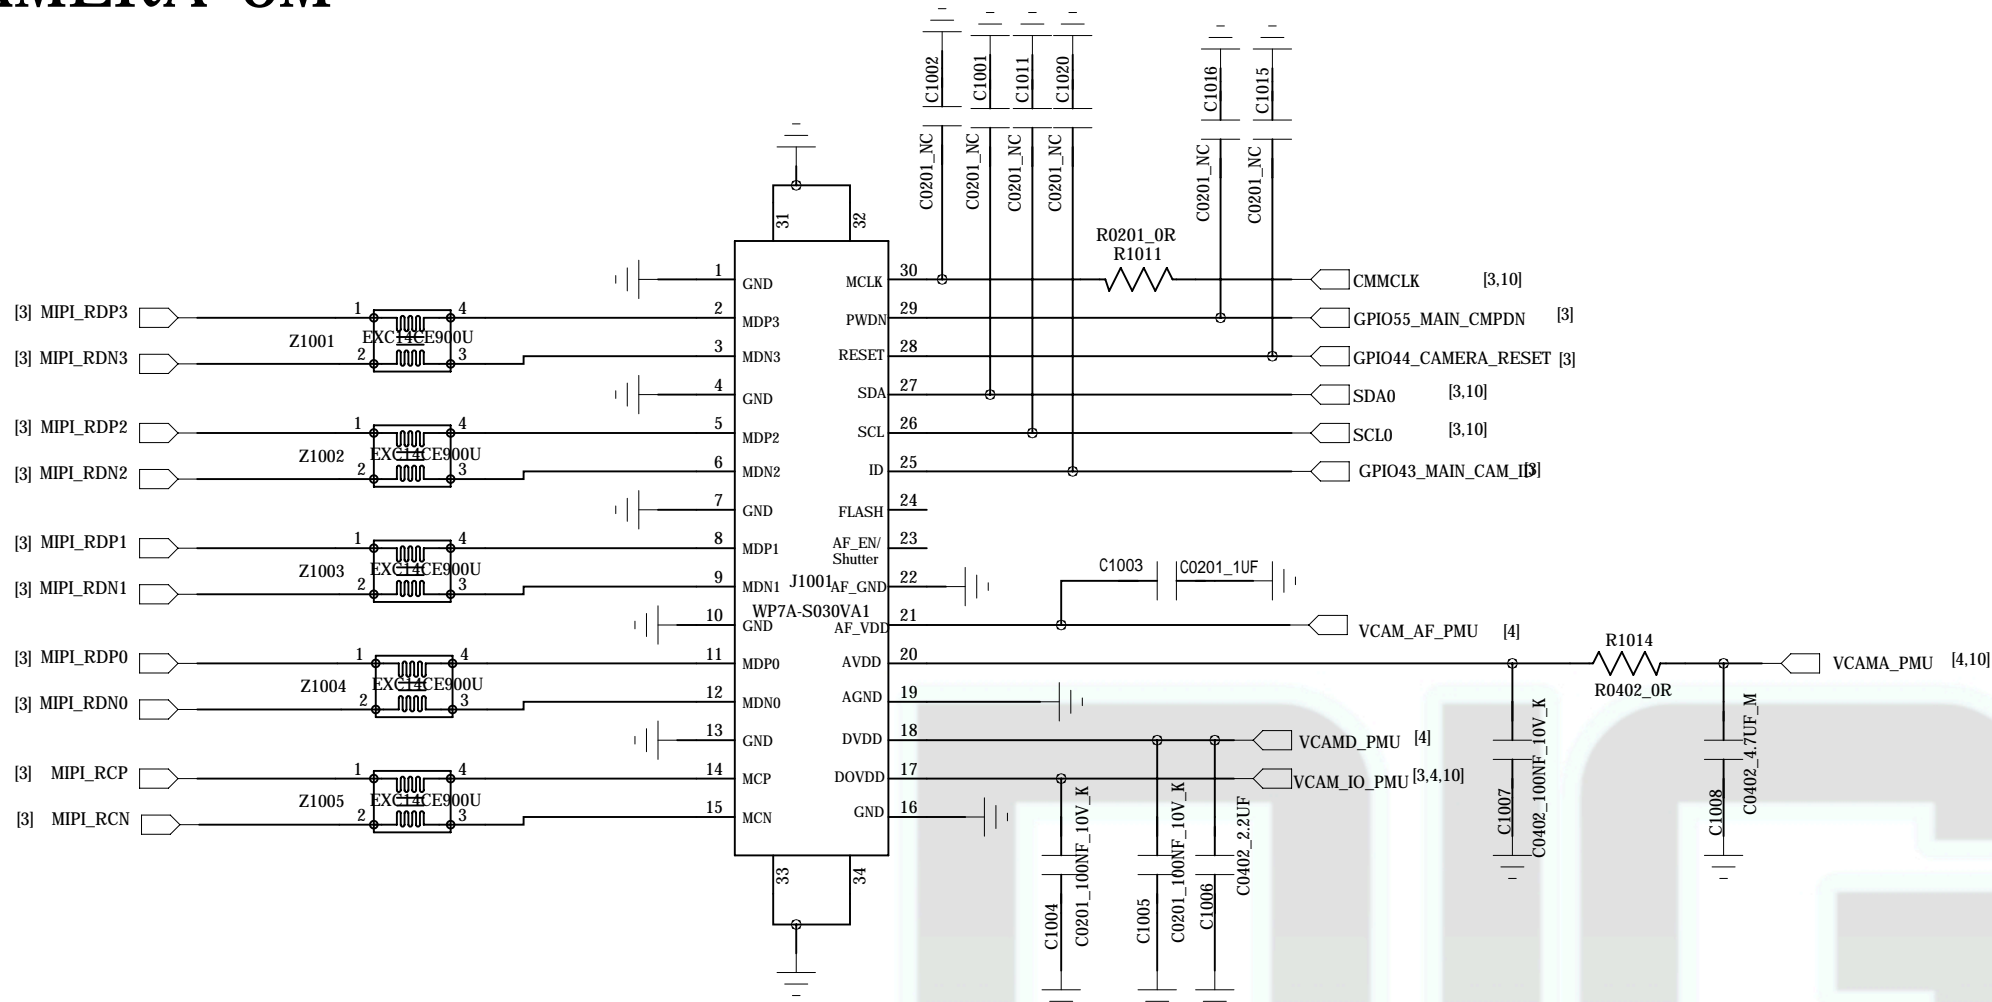 C1002
C1001
C1011
C1020
C1016
C1015
C0201_NC
C0201_NC
C0201_NC
C0201_NC
C0201_NC
C0201_NC
31
32
R0201_0R
R1011
1 GND
MCLK 30
CMMCLK [3,10]
[3] MIPI_RDP3
1 4
2 MDP3
PWDN 29
GPIO55_MAIN_CMPDN [3]
Z1001 EXC14CE900U
[3] MIPI_RDN3
2 3
3 MDN3
RESET 28
GPIO44_CAMERA_RESET [3]
4 GND
SDA 27
SDA0 [3,10]
[3] MIPI_RDP2
1 4
5 MDP2
SCL 26
SCL0 [3,10]
Z1002 EXC14CE900U
[3] MIPI_RDN2
2 3
6 MDN2
ID 25
GPIO43_MAIN_CAM_ID [3]
7 GND
FLASH 24
[3] MIPI_RDP1
1 4
8 MDP1
AF_EN/
Shutter 23
Z1003 EXC14CE900U
[3] MIPI_RDN1
2 3
9 MDN1
J1001
AF_GND 22
C1003 C0201_1UF
WP7A-S030VA1
10 GND
AF_VDD 21
VCAM_AF_PMU [4]
[3] MIPI_RDP0
1 4
11 MDP0
AVDD 20
R1014
R0402_0R
VCAMA_PMU [4,10]
Z1004 EXC14CE900U
[3] MIPI_RDN0
2 3
12 MDN0
AGND 19
13 GND
DVDD 18
VCAMD_PMU [4]
[3] MIPI_RCP
1 4
14 MCP
DOVDD 17
VCAM_IO_PMU [3,4,10]
Z1005 EXC14CE900U
[3] MIPI_RCN
2 3
15 MCN
GND 16
33
34
C1004
C0201_100NF_10V_K
C1005
C0201_100NF_10V_K
C1006
C0402_2.2UF
C1007
C0402_100NF_10V_K
C1008
C0402_4.7UF_M